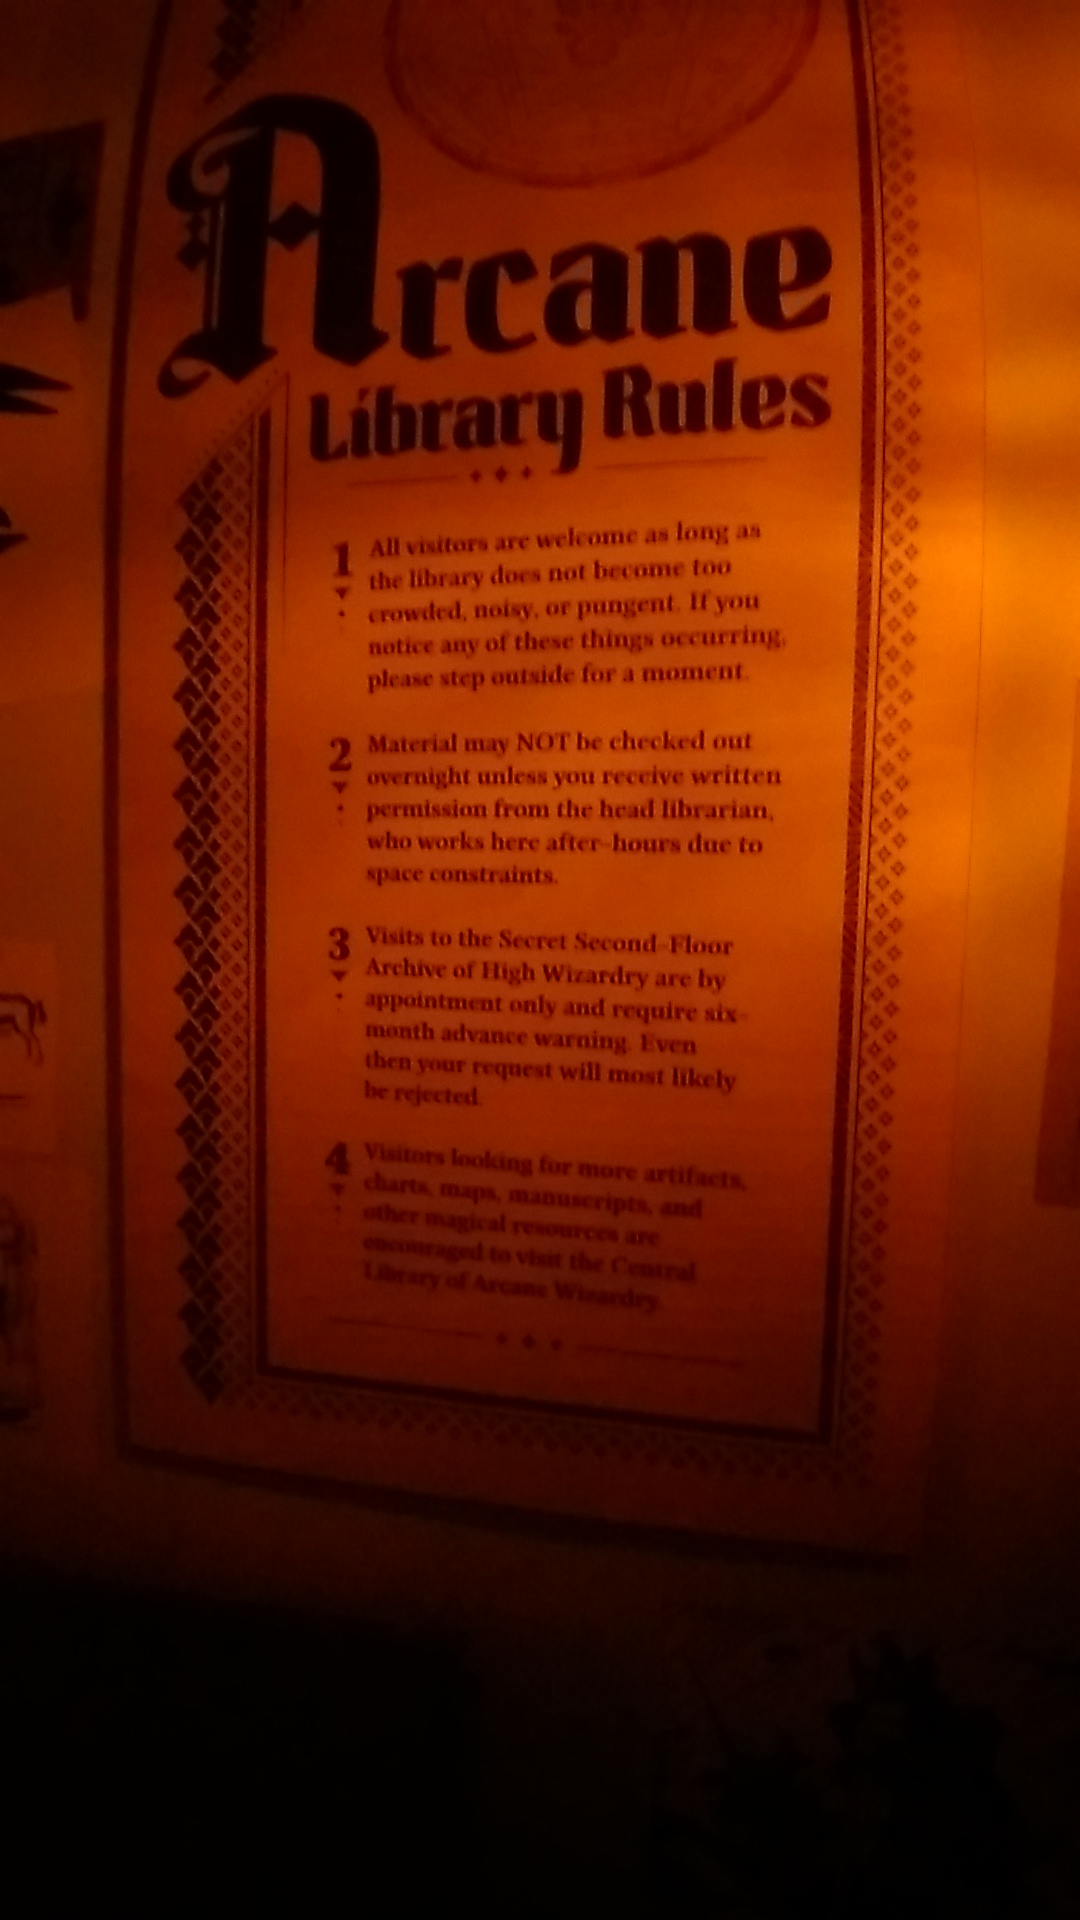 Arcane
Library Rules
1 All visitors are welcome as long as
the library does not become too
crowded, noisy, or pungent. If you
notice any of these things occurring,
please step outside for a moment.
2 Material may NOT be checked out
overnight unless you receive written
permission from the head librarian,
who works here after-hours due to
space constraints.
3 Visits to the Secret Second-Floor
Archive of High Wizardry are by
appointment only and require six-
month advance warning. Even
then your request will most likely
be rejected.
4 Visitors looking for more artifacts,
charts, maps, manuscripts, and
other magical resources are
encouraged to visit the Central
Library of Arcane Wizardry.